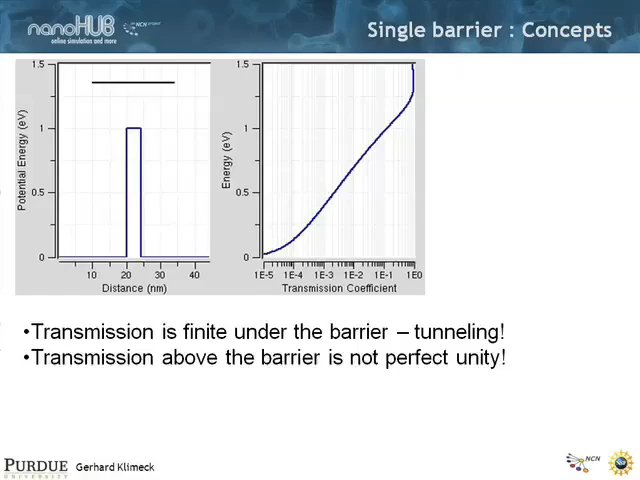 nanoHUB
online simulation and more
NCN
Single barrier : Concepts
1.5
1
0.5
0
Potential Energy (eV)
10 20 30 40
Distance (nm)
1.5
1
0.5
0
Energy (eV)
1E-5 1E-4 1E-3 1E-2 1E-1 1E0
Transmission Coefficient
•Transmission is finite under the barrier – tunneling!
•Transmission above the barrier is not perfect unity!
PURDUE
UNIVERSITY
Gerhard Klimeck
NCN